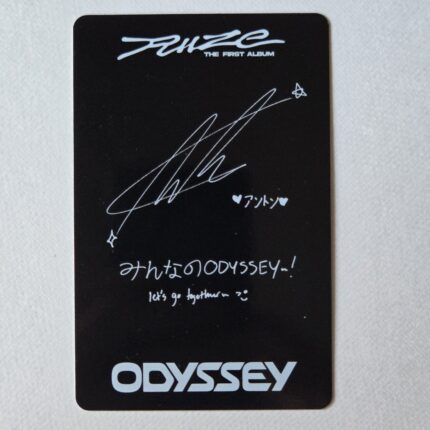 RIIZE
THE FIRST ALBUM
♥アントン♥
みんなのODYSSEY~!
let's go together~
ODYSSEY